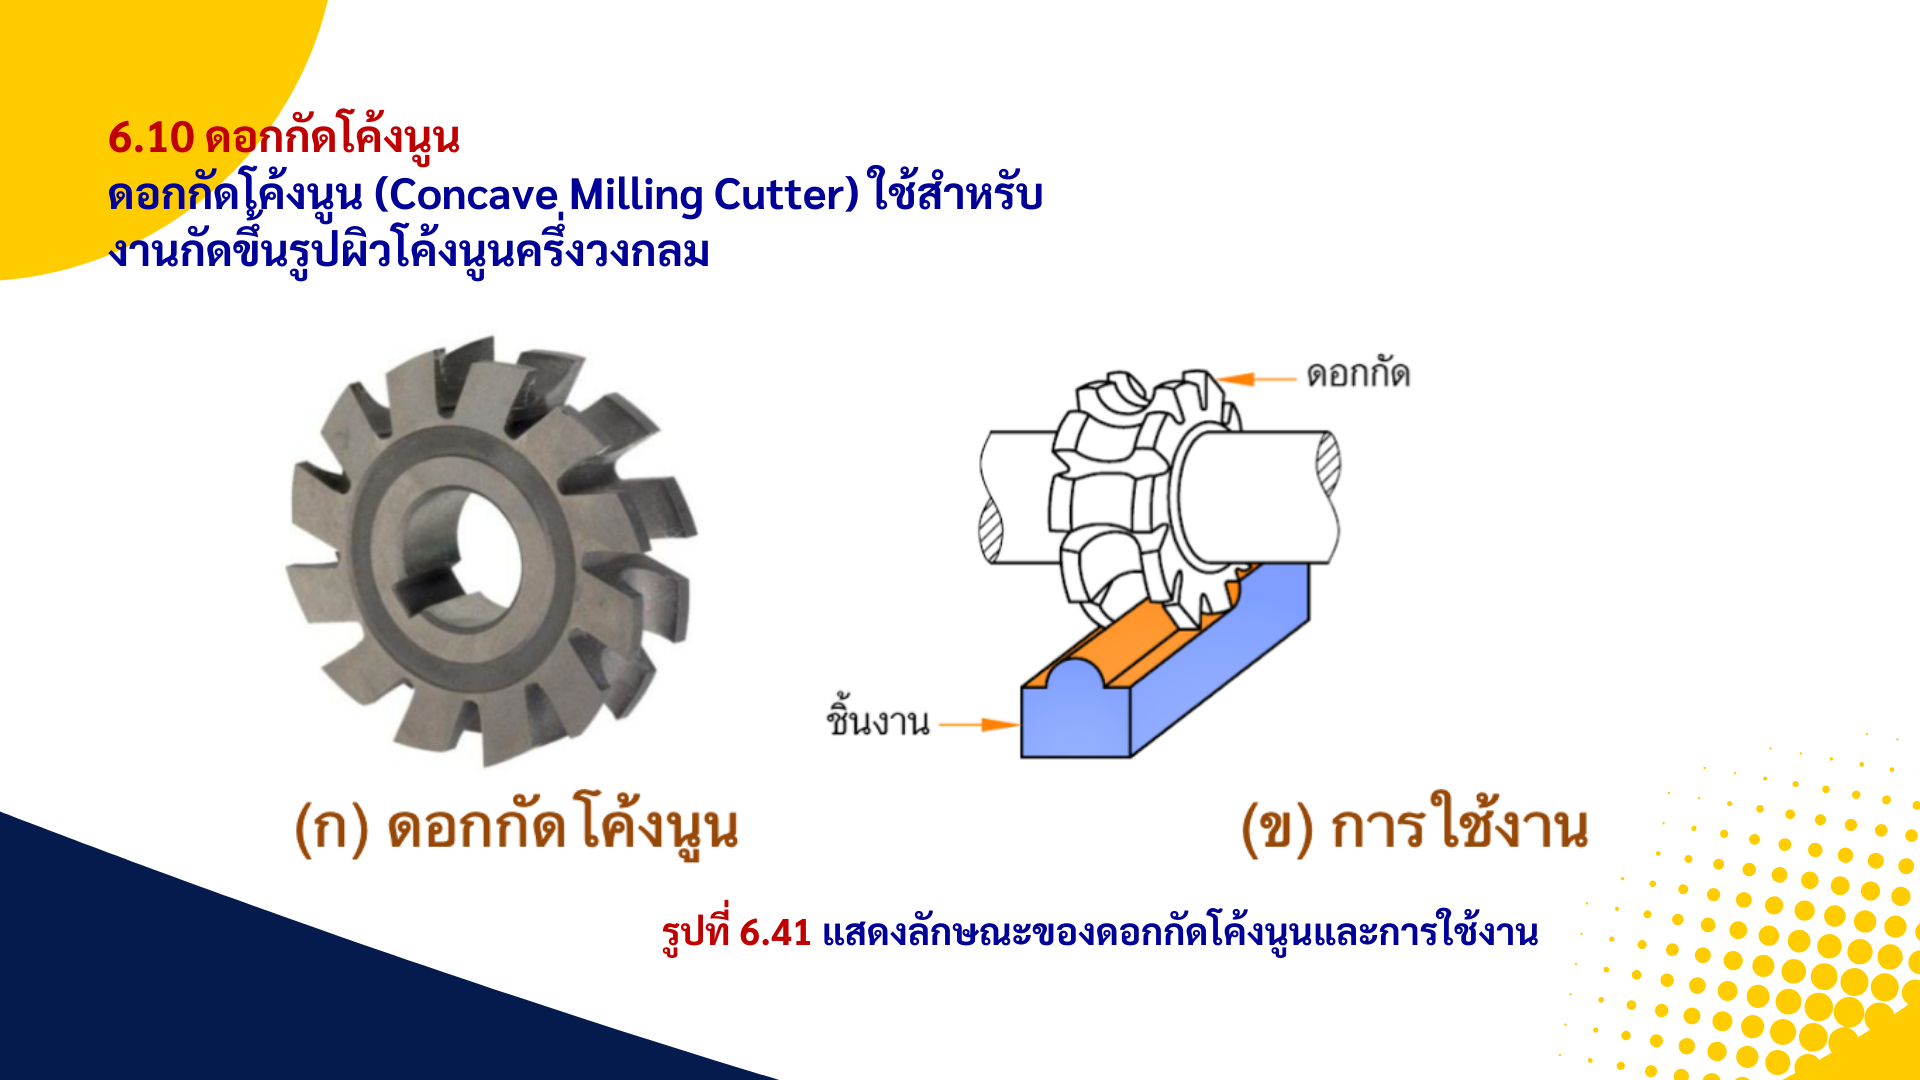 6.10 ดอกกัดโค้งนูน
ดอกกัดโค้งนูน (Concave Milling Cutter) ใช้สำหรับ
งานกัดขึ้นรูปผิวโค้งนูนครึ่งวงกลม
ดอกกัด
ชิ้นงาน
(ก) ดอกกัดโค้งนูน
(ข) การใช้งาน
รูปที่ 6.41 แสดงลักษณะของดอกกัดโค้งนูนและการใช้งาน